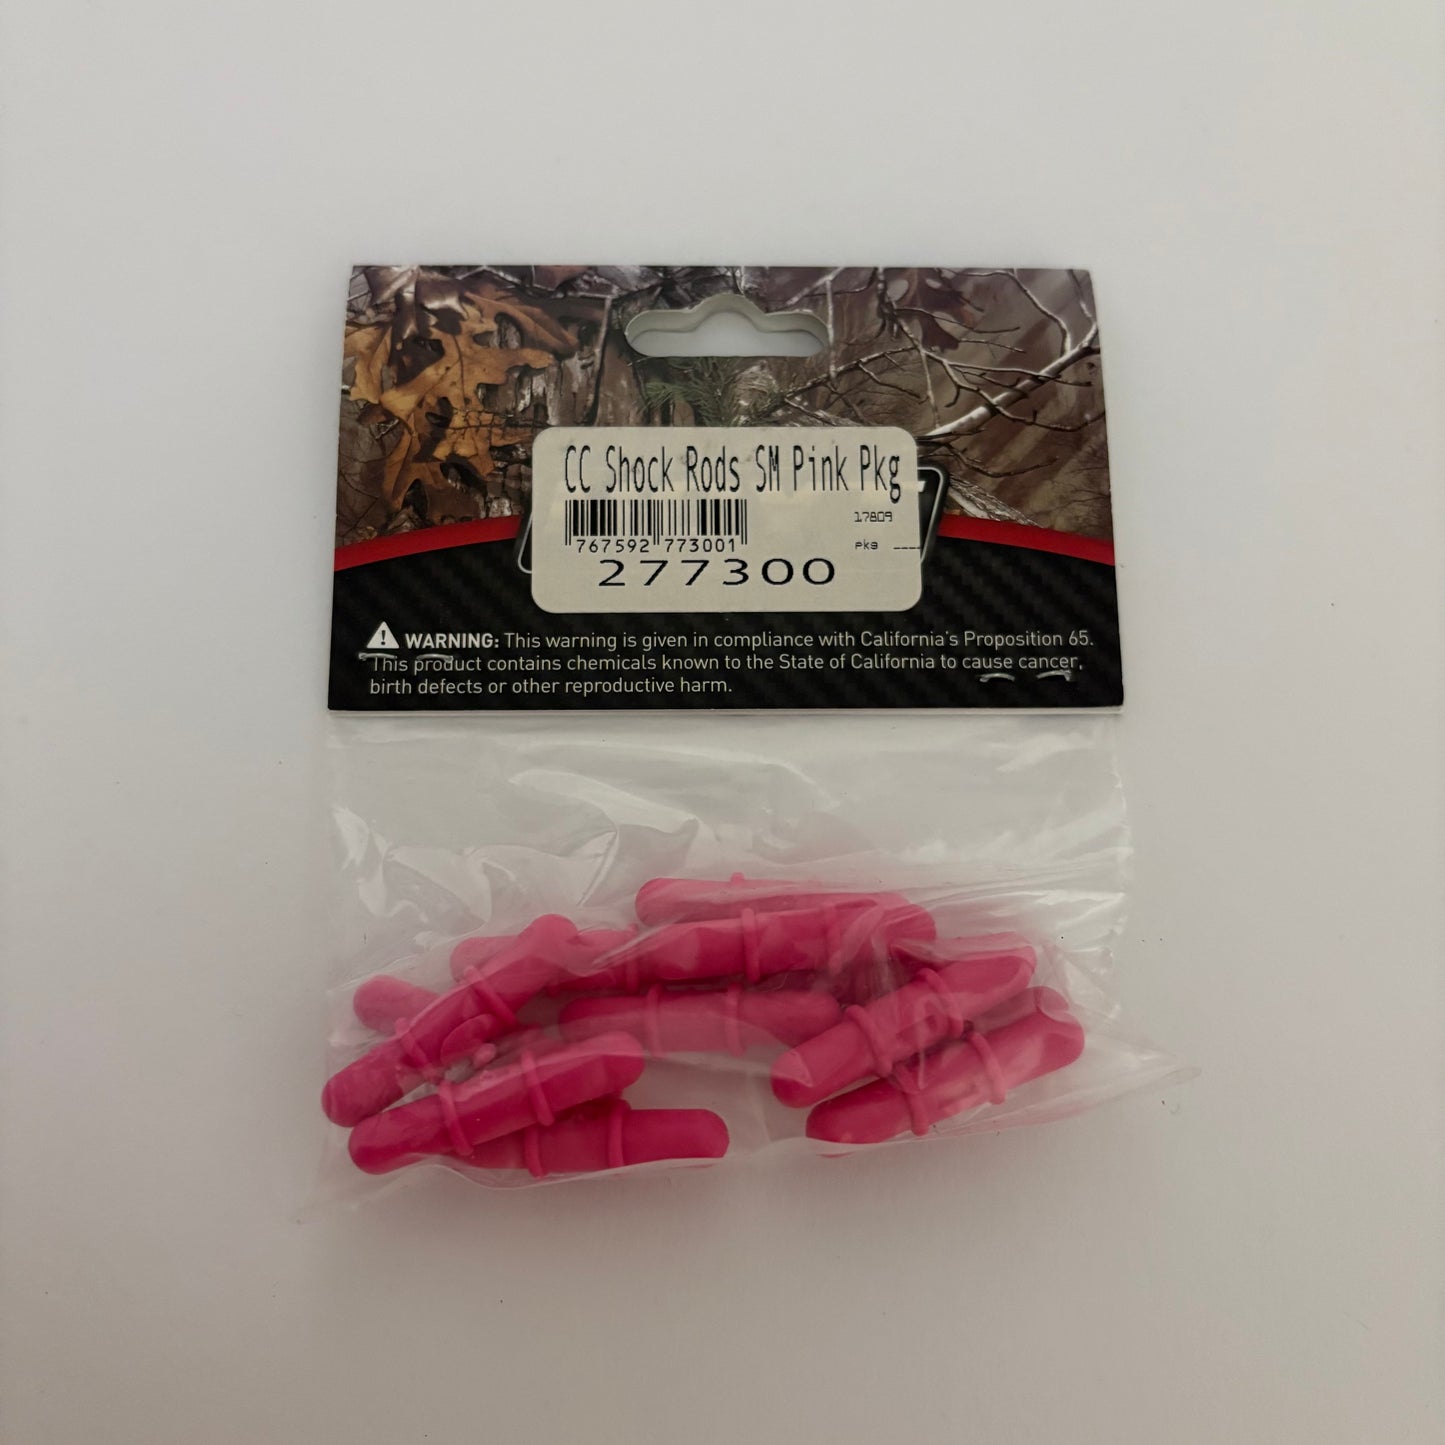 CC Shock Rods SM Pink Pkg
17809
767592 773001
pkg
277300
WARNING: This warning is given in compliance with California's Proposition 65.
This product contains chemicals known to the State of California to cause cancer,
birth defects or other reproductive harm.